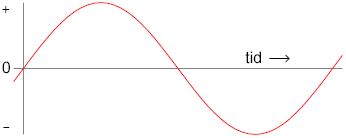 +
0
tid →
-